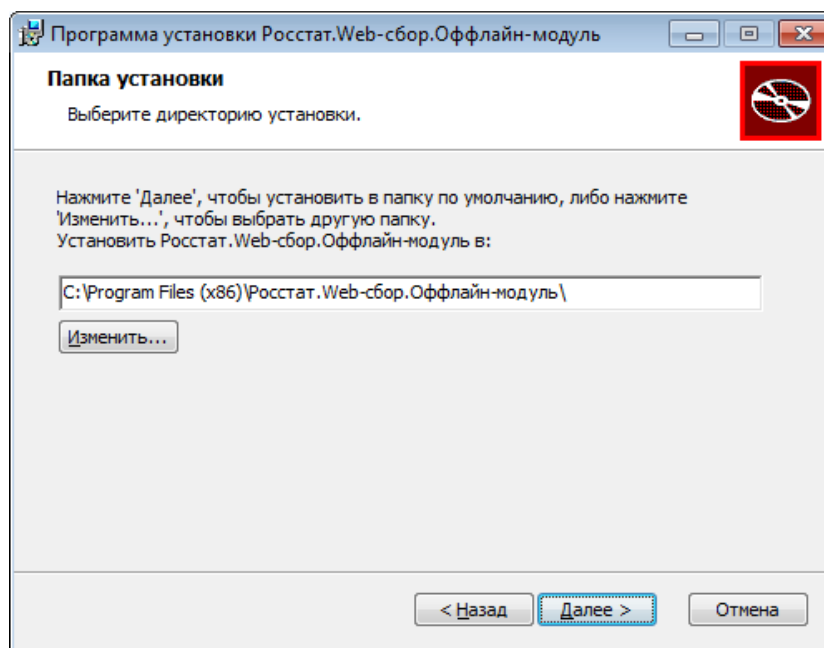 Программа установки Росстат.Web-сбор.Оффлайн-модуль
Папка установки
Выберите директорию установки.
Нажмите 'Далее', чтобы установить в папку по умолчанию, либо нажмите
'Изменить...', чтобы выбрать другую папку.
Установить Росстат.Web-сбор.Оффлайн-модуль в:
C:\Program Files (x86)\Росстат.Web-сбор.Оффлайн-модуль\
Изменить...
< Назад Далее > Отмена